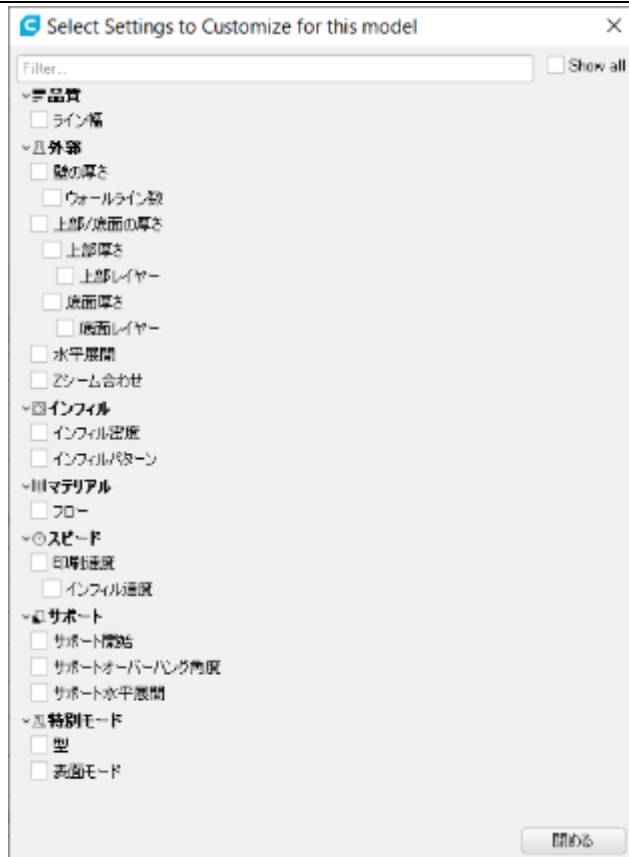 Select Settings to Customize for this model
Filter...
Show all
品質
ライン幅
外郭
壁の厚さ
ウォールライン数
上部/底面の厚さ
上部厚さ
上部レイヤー
底面厚さ
底面レイヤー
水平展開
Zシーム合わせ
インフィル
インフィル密度
インフィルパターン
マテリアル
フロー
スピード
印刷速度
インフィル速度
サポート
サポート開始
サポートオーバーハング角度
サポート水平展開
特別モード
型
表面モード
閉める